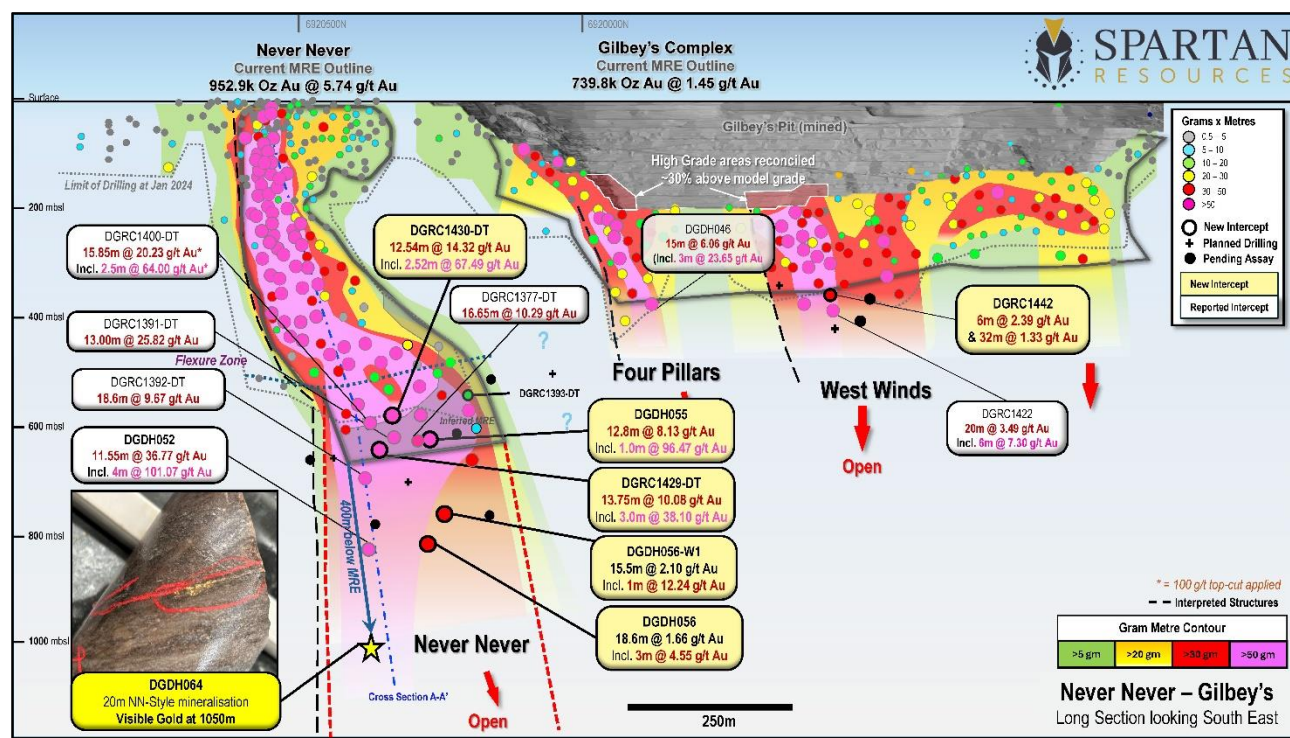 6920500N
6920000N
Never Never
Current MRE Outline
952.9k Oz Au @ 5.74 g/t Au
Gilbey's Complex
Current MRE Outline
739.8k Oz Au @ 1.45 g/t Au
SPARTAN
RESOURCES
Surface
Gilbey's Pit (mined)
High Grade areas reconciled
~30% above model grade
Limit of Drilling at Jan 2024
Grams x Metres
0.5 – 5
5 – 10
10 – 20
20 – 30
30 – 50
>50
New Intercept
Planned Drilling
Pending Assay
New Intercept
Reported Intercept
200 mbsl
DGRC1400-DT
15.85m @ 20.23 g/t Au*
Incl. 2.5m @ 64.00 g/t Au*
DGRC1430-DT
12.54m @ 14.32 g/t Au
Incl. 2.52m @ 67.49 g/t Au
DGDH046
15m @ 6.06 g/t Au
(Incl. 3m @ 23.65 g/t Au
DGRC1377-DT
16.65m @ 10.29 g/t Au
DGRC1442
6m @ 2.39 g/t Au
& 32m @ 1.33 g/t Au
400 mbsl
DGRC1391-DT
13.00m @ 25.82 g/t Au
Flexure Zone
?
DGRC1392-DT
18.6m @ 9.67 g/t Au
DGRC1393-DT
Four Pillars
West Winds
Open
Inferred MRE
?
600 mbsl
DGDH055
12.8m @ 8.13 g/t Au
Incl. 1.0m @ 96.47 g/t Au
DGRC1422
20m @ 3.49 g/t Au
Incl. 6m @ 7.30 g/t Au
DGDH052
11.55m @ 36.77 g/t Au
Incl. 4m @ 101.07 g/t Au
DGRC1429-DT
13.75m @ 10.08 g/t Au
Incl. 3.0m @ 38.10 g/t Au
400m below MRE
800 mbsl
DGDH056-W1
15.5m @ 2.10 g/t Au
Incl. 1m @ 12.24 g/t Au
DGDH056
18.6m @ 1.66 g/t Au
Incl. 3m @ 4.55 g/t Au
* = 100 g/t top-cut applied
Interpreted Structures
1000 mbsl
Never Never
Open
Cross Section A-A'
DGDH064
20m NN-Style mineralisation
Visible Gold at 1050m
250m
Gram Metre Contour
>5 gm
>20 gm
>30 gm
>50 gm
Never Never – Gilbey's
Long Section looking South East